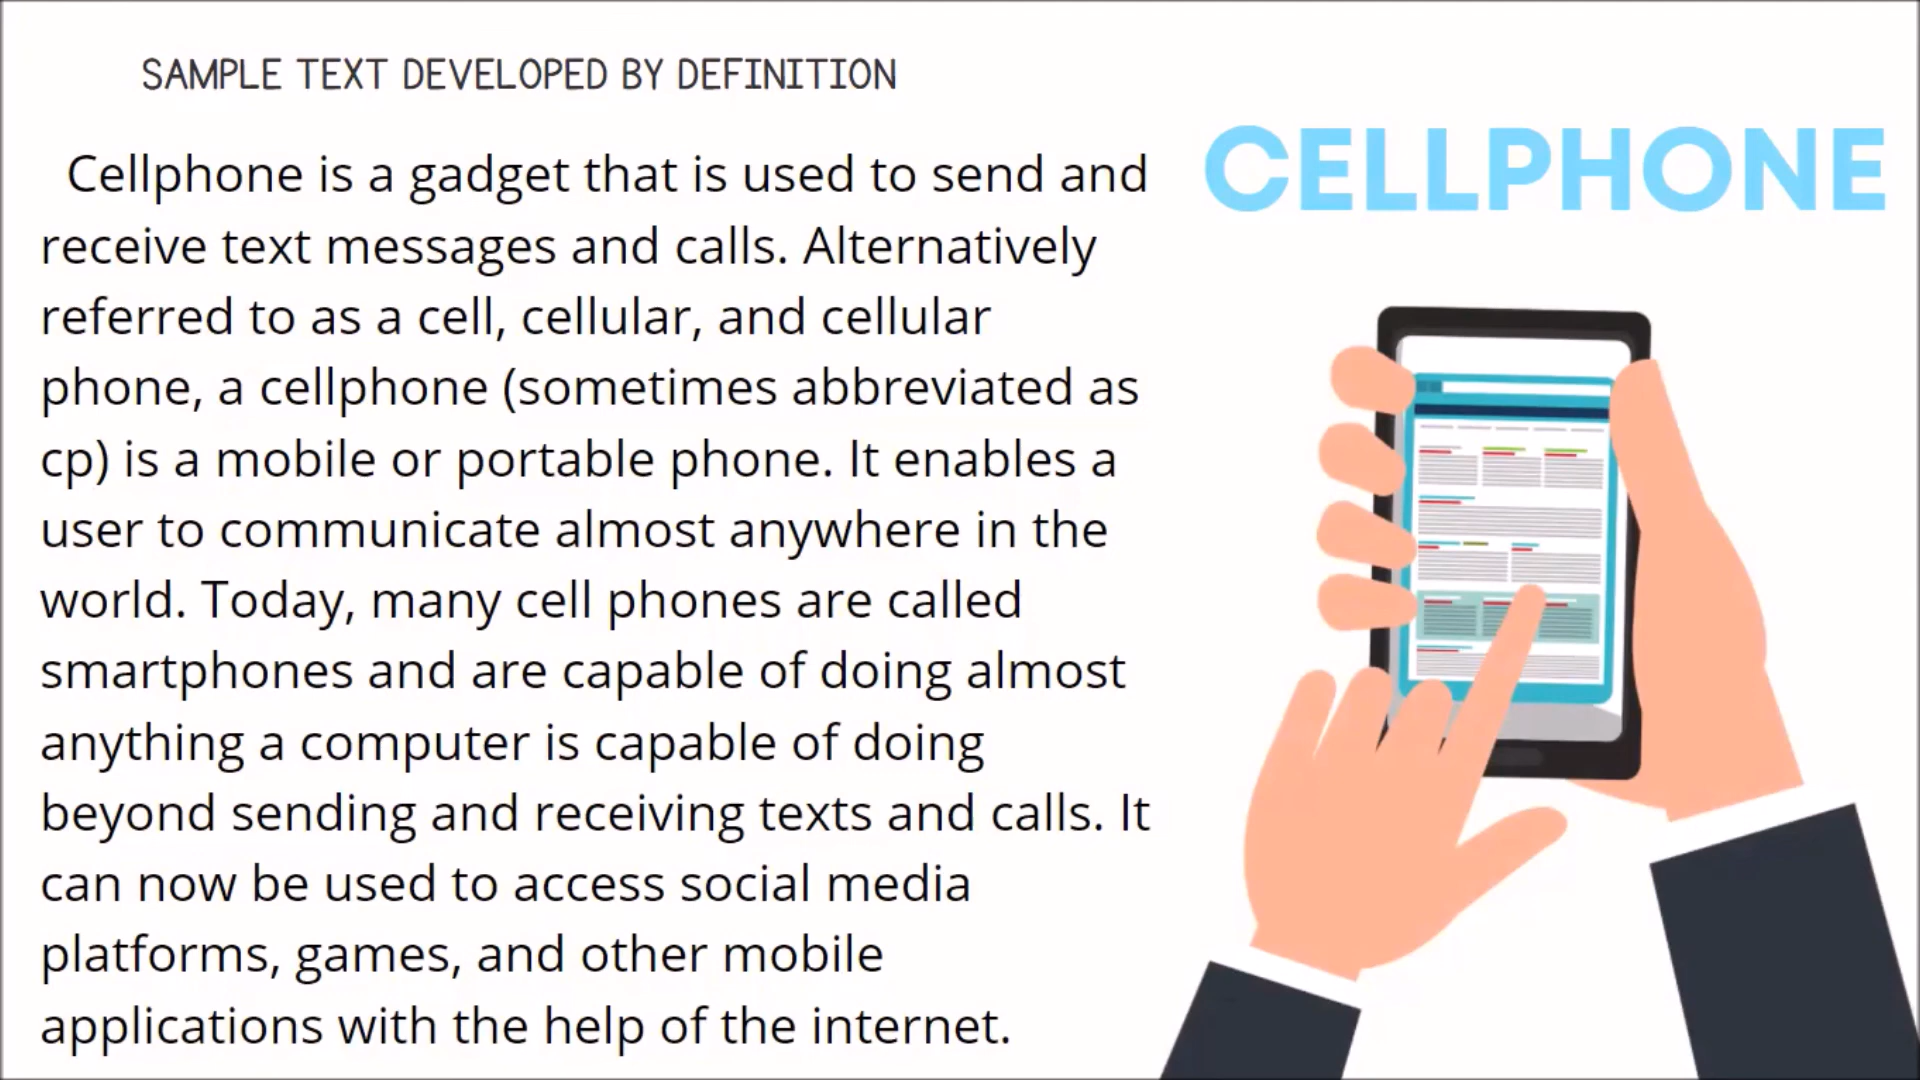 SAMPLE TEXT DEVELOPED BY DEFINITION
CELLPHONE
Cellphone is a gadget that is used to send and
receive text messages and calls. Alternatively
referred to as a cell, cellular, and cellular
phone, a cellphone (sometimes abbreviated as
cp) is a mobile or portable phone. It enables a
user to communicate almost anywhere in the
world. Today, many cell phones are called
smartphones and are capable of doing almost
anything a computer is capable of doing
beyond sending and receiving texts and calls. It
can now be used to access social media
platforms, games, and other mobile
applications with the help of the internet.